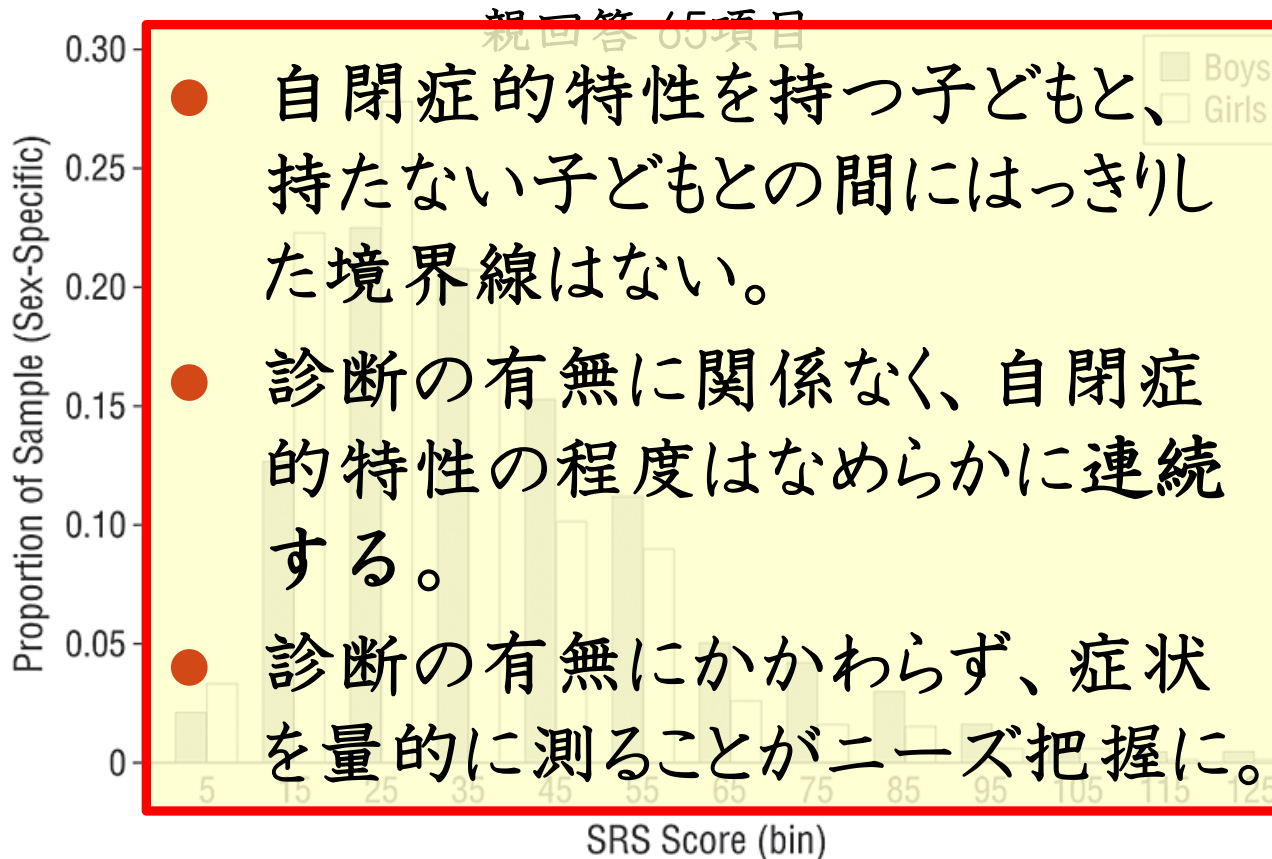 親回答 65項目
0.30
0.25
0.20
0.15
0.10
0.05
0
Proportion of Sample (Sex-Specific)
Boys
Girls
● 自閉症的特性を持つ子どもと、
持たない子どもとの間にはっきりし
た境界線はない。
● 診断の有無に関係なく、自閉症
的特性の程度はなめらかに連続
する。
● 診断の有無にかかわらず、症状
を量的に測ることがニーズ把握に。
5 15 25 35 45 55 65 75 85 95 105 115 125
SRS Score (bin)